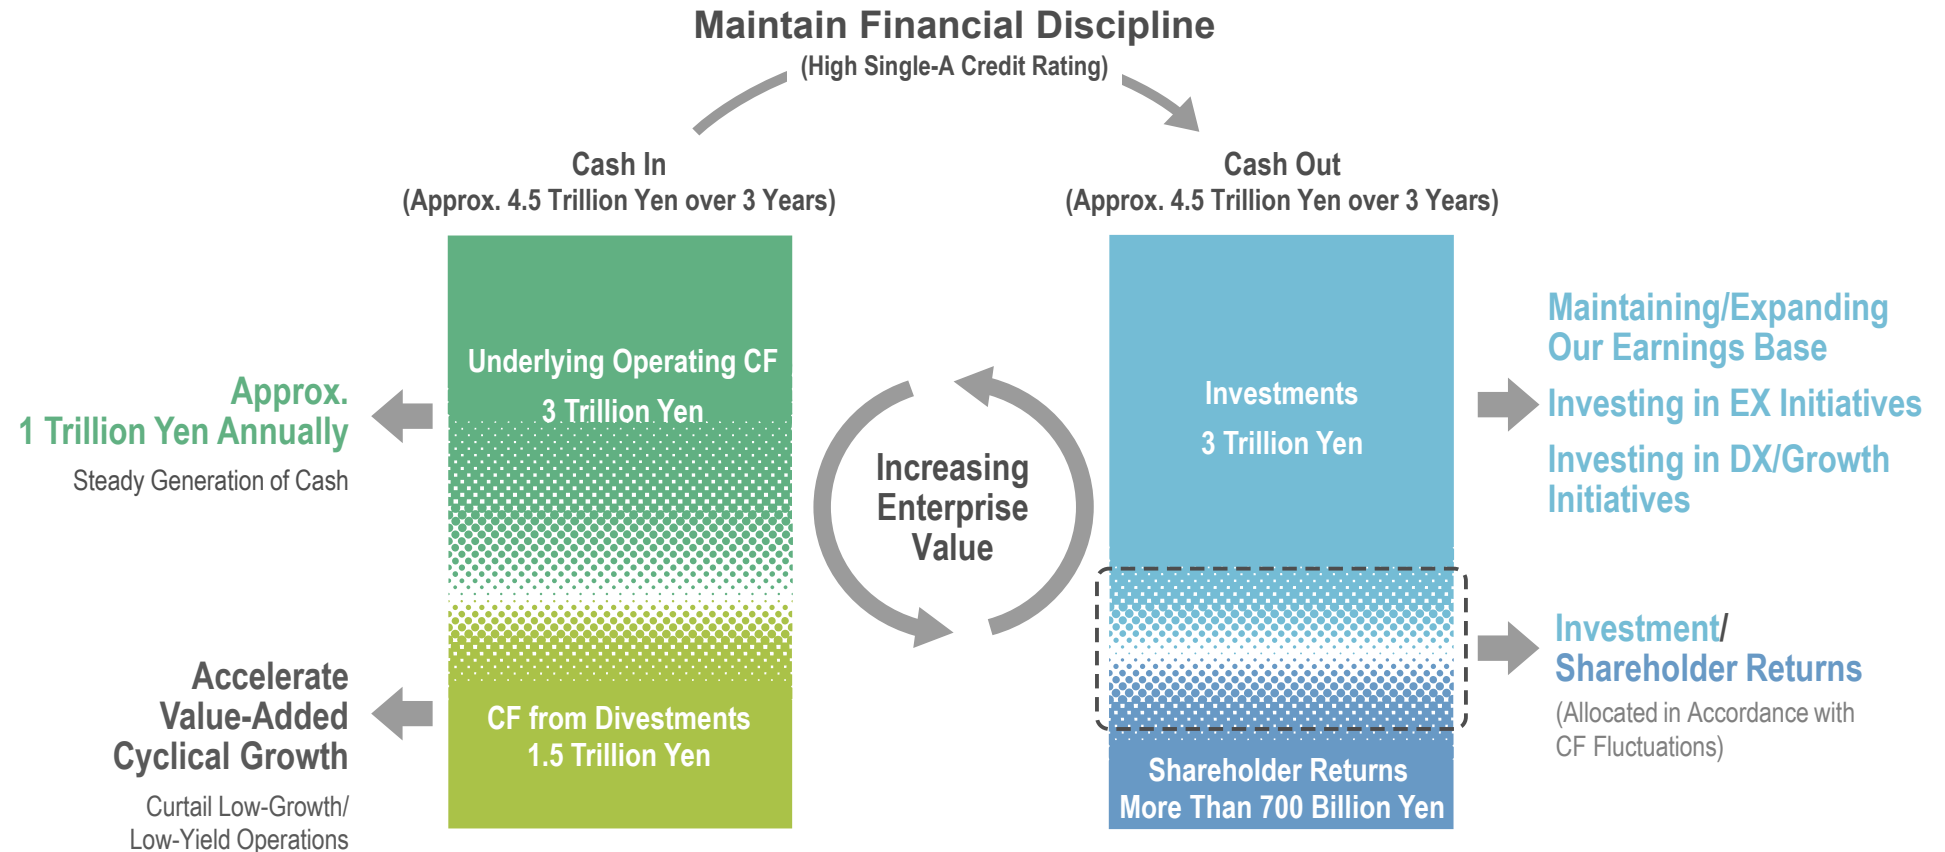 Maintain Financial Discipline
(High Single-A Credit Rating)
Cash In
(Approx. 4.5 Trillion Yen over 3 Years)
Underlying Operating CF
3 Trillion Yen
CF from Divestments
1.5 Trillion Yen
Approx.
1 Trillion Yen Annually
Steady Generation of Cash
Accelerate
Value-Added
Cyclical Growth
Curtail Low-Growth/
Low-Yield Operations
Increasing
Enterprise
Value
Cash Out
(Approx. 4.5 Trillion Yen over 3 Years)
Investments
3 Trillion Yen
Shareholder Returns
More Than 700 Billion Yen
Maintaining/Expanding
Our Earnings Base
Investing in EX Initiatives
Investing in DX/Growth
Initiatives
Investment/
Shareholder Returns
(Allocated in Accordance with
CF Fluctuations)